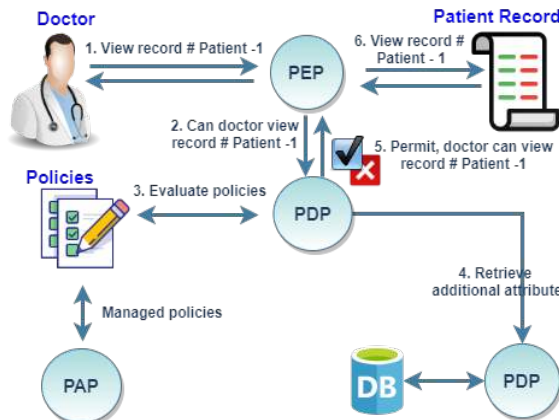 Doctor
Patient Record
1. View record # Patient -1
6. View record #
Patient - 1
PEP
2. Can doctor view
record # Patient -1
5. Permit, doctor can view
record # Patient -1
Policies
3. Evaluate policies
PDP
4. Retrieve
additional attribute
Managed policies
PAP
DB
PDP